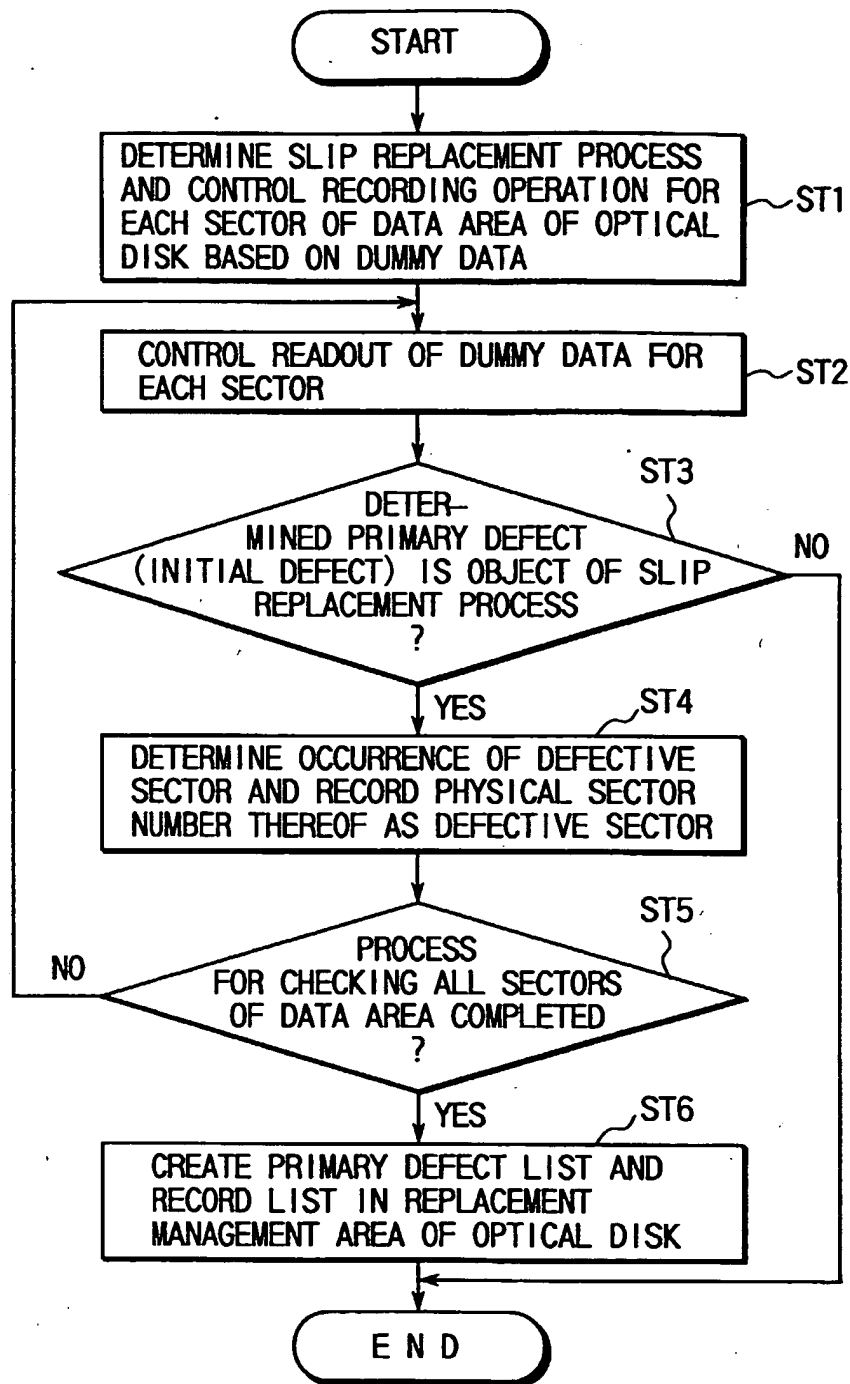 START
DETERMINE SLIP REPLACEMENT PROCESS
AND CONTROL RECORDING OPERATION FOR
EACH SECTOR OF DATA AREA OF OPTICAL
DISK BASED ON DUMMY DATA
ST1
CONTROL READOUT OF DUMMY DATA FOR
EACH SECTOR
ST2
ST3
DETER-
MINED PRIMARY DEFECT
(INITIAL DEFECT) IS OBJECT OF SLIP
REPLACEMENT PROCESS
?
NO
YES
ST4
DETERMINE OCCURRENCE OF DEFECTIVE
SECTOR AND RECORD PHYSICAL SECTOR
NUMBER THEREOF AS DEFECTIVE SECTOR
ST5
PROCESS
FOR CHECKING ALL SECTORS
OF DATA AREA COMPLETED
?
NO
YES
ST6
CREATE PRIMARY DEFECT LIST AND
RECORD LIST IN REPLACEMENT
MANAGEMENT AREA OF OPTICAL DISK
END